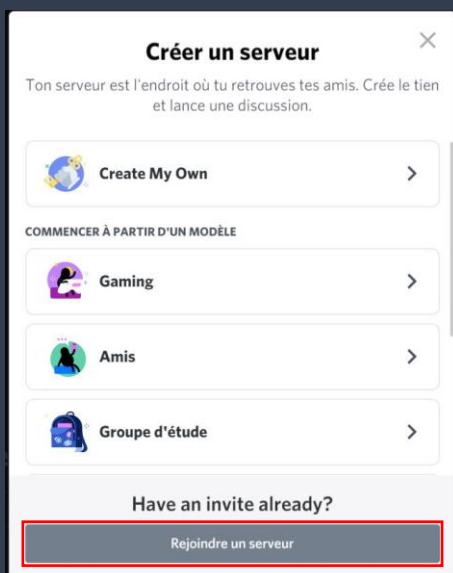 Créer un serveur
Ton serveur est l'endroit où tu retrouves tes amis. Crée le tien
et lance une discussion.
Create My Own
COMMENCER À PARTIR D'UN MODÈLE
Gaming
Amis
Groupe d'étude
Have an invite already?
Rejoindre un serveur